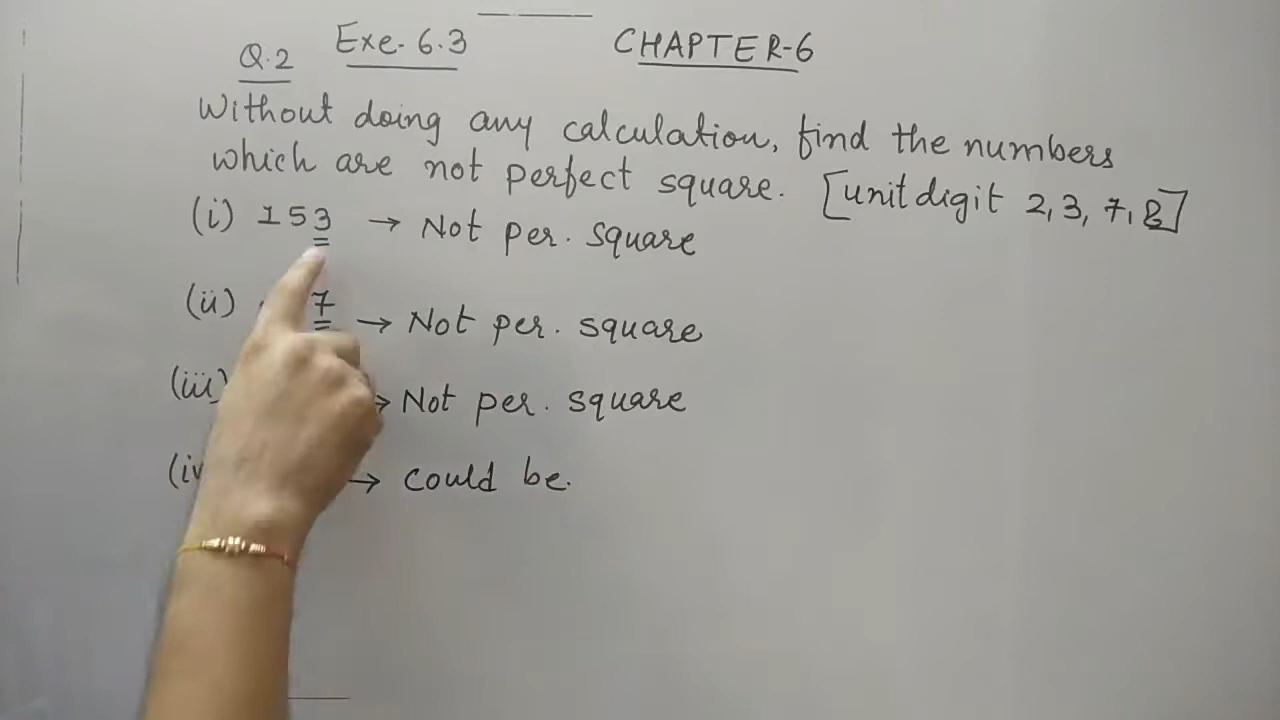 Q.2 Exe. 6.3 CHAPTER-6
Without doing any calculation, find the numbers
which are not perfect square. [unit digit 2, 3, 7, 8]
(i) 153 → Not per. square
(ii) 7 → Not per. square
(iii) → Not per. square
(iv → could be.